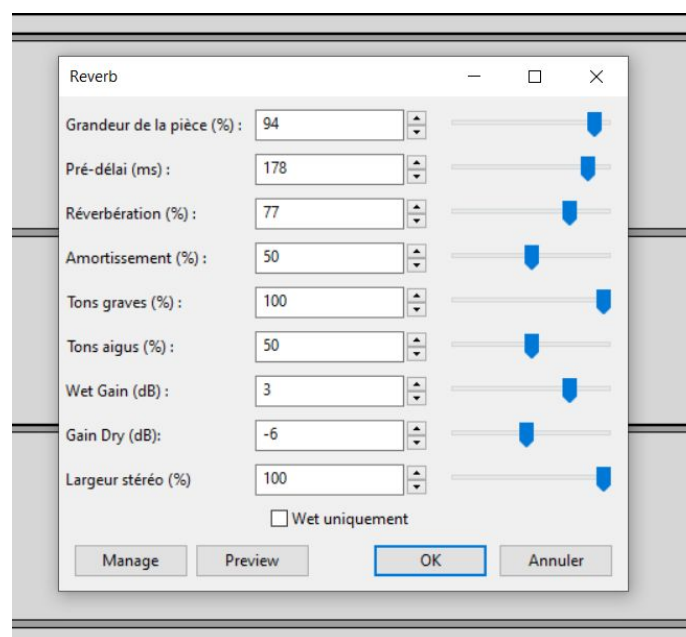 Reverb
Grandeur de la pièce (%) : 94
Pré-délai (ms) : 178
Réverbération (%) : 77
Amortissement (%) : 50
Tons graves (%) : 100
Tons aigus (%) : 50
Wet Gain (dB) : 3
Gain Dry (dB): -6
Largeur stéréo (%) 100
Wet uniquement
Manage Preview OK Annuler